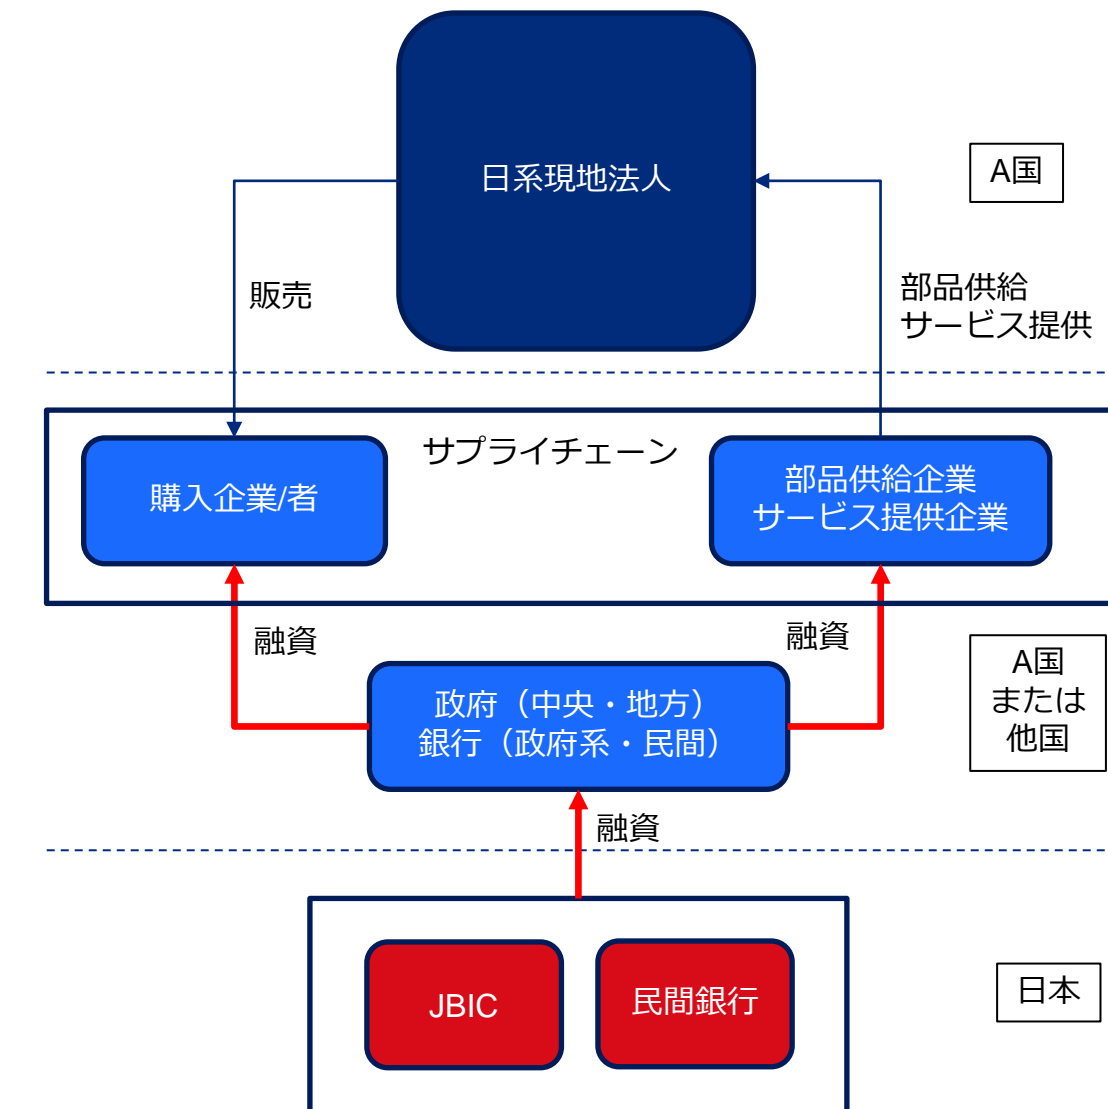 日系現地法人
A国
販売
部品供給
サービス提供
サプライチェーン
購入企業/者
部品供給企業
サービス提供企業
融資
融資
A国
または
他国
政府（中央・地方）
銀行（政府系・民間）
融資
JBIC
民間銀行
日本